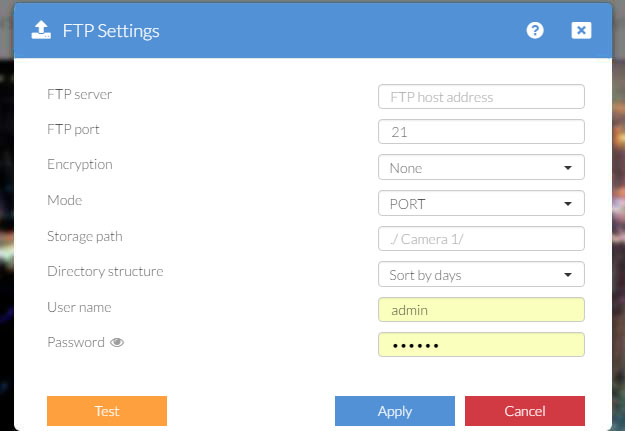 FTP Settings
FTP server FTP host address
FTP port 21
Encryption None
Mode PORT
Storage path ./ Camera 1/
Directory structure Sort by days
User name admin
Password ••••••
Test Apply Cancel